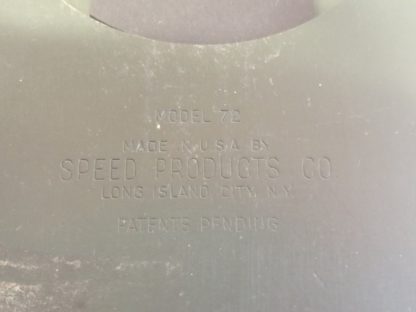 MODEL 72
MADE IN U.S.A. BY
SPEED PRODUCTS CO.
LONG ISLAND CITY, N.Y.
PATENTS PENDING